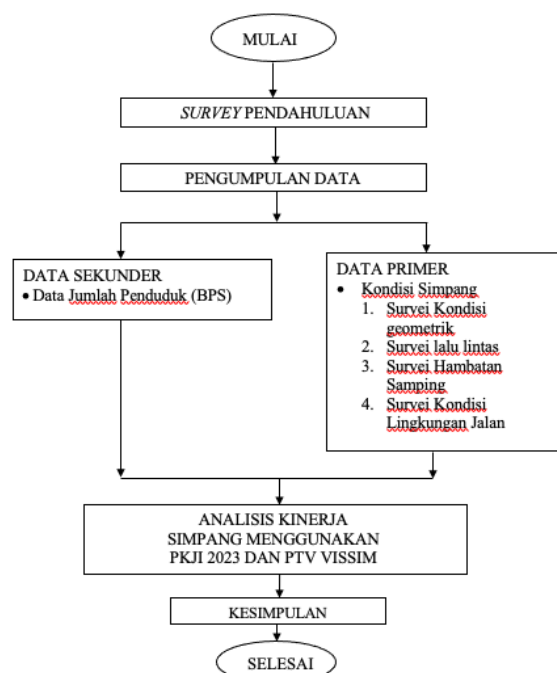 MULAI
SURVEY PENDAHULUAN
PENGUMPULAN DATA
DATA SEKUNDER
• Data Jumlah Penduduk (BPS)
DATA PRIMER
• Kondisi Simpang
1. Survei Kondisi
geometrik
2. Survei lalu lintas
3. Survei Hambatan
Samping
4. Survei Kondisi
Lingkungan Jalan
ANALISIS KINERJA
SIMPANG MENGGUNAKAN
PKJI 2023 DAN PTV VISSIM
KESIMPULAN
SELESAI